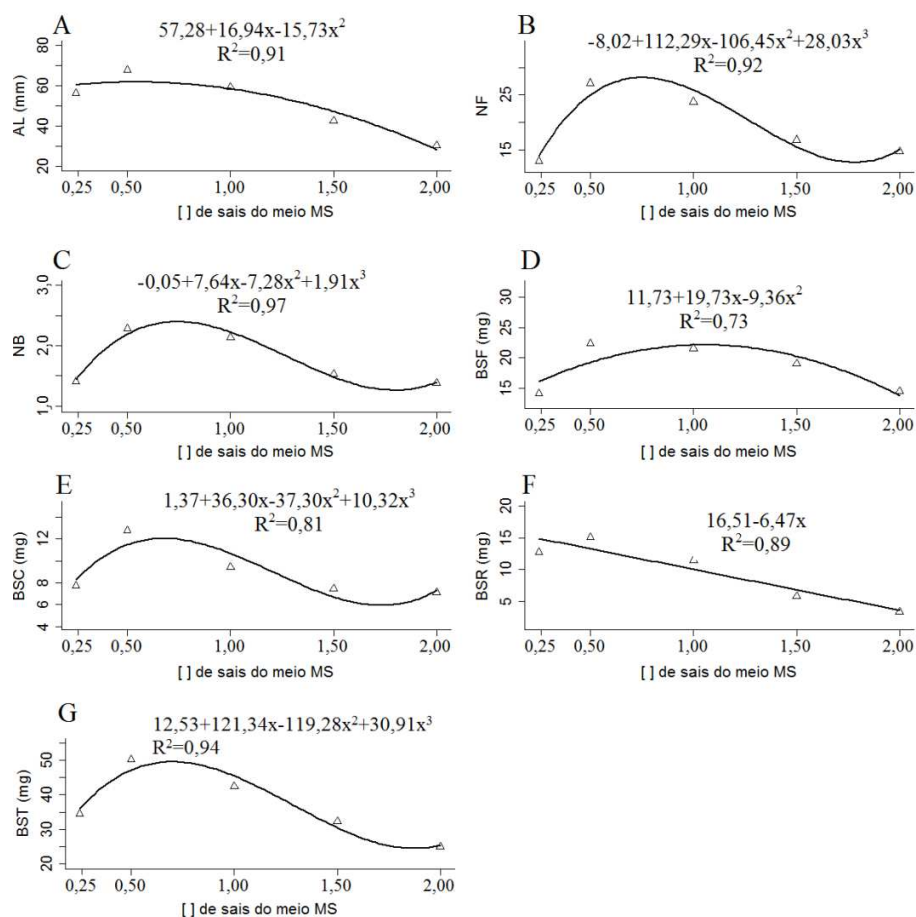 A
57,28+16,94x-15,73x²
R²=0,91
AL (mm)
80
60
40
20
0,25 0,50 1,00 1,50 2,00
[ ] de sais do meio MS
B
-8,02+112,29x-106,45x²+28,03x³
R²=0,92
NF
25
15
0,25 0,50 1,00 1,50 2,00
[ ] de sais do meio MS
C
-0,05+7,64x-7,28x²+1,91x³
R²=0,97
NB
3,0
2,0
1,0
0,25 0,50 1,00 1,50 2,00
[ ] de sais do meio MS
D
11,73+19,73x-9,36x²
R²=0,73
BSF (mg)
30
25
20
15
0,25 0,50 1,00 1,50 2,00
[ ] de sais do meio MS
E
1,37+36,30x-37,30x²+10,32x³
R²=0,81
BSC (mg)
12
8
6
4
0,25 0,50 1,00 1,50 2,00
[ ] de sais do meio MS
F
16,51-6,47x
R²=0,89
BSR (mg)
20
15
10
5
0,25 0,50 1,00 1,50 2,00
[ ] de sais do meio MS
G
12,53+121,34x-119,28x²+30,91x³
R²=0,94
BST (mg)
50
40
30
20
0,25 0,50 1,00 1,50 2,00
[ ] de sais do meio MS